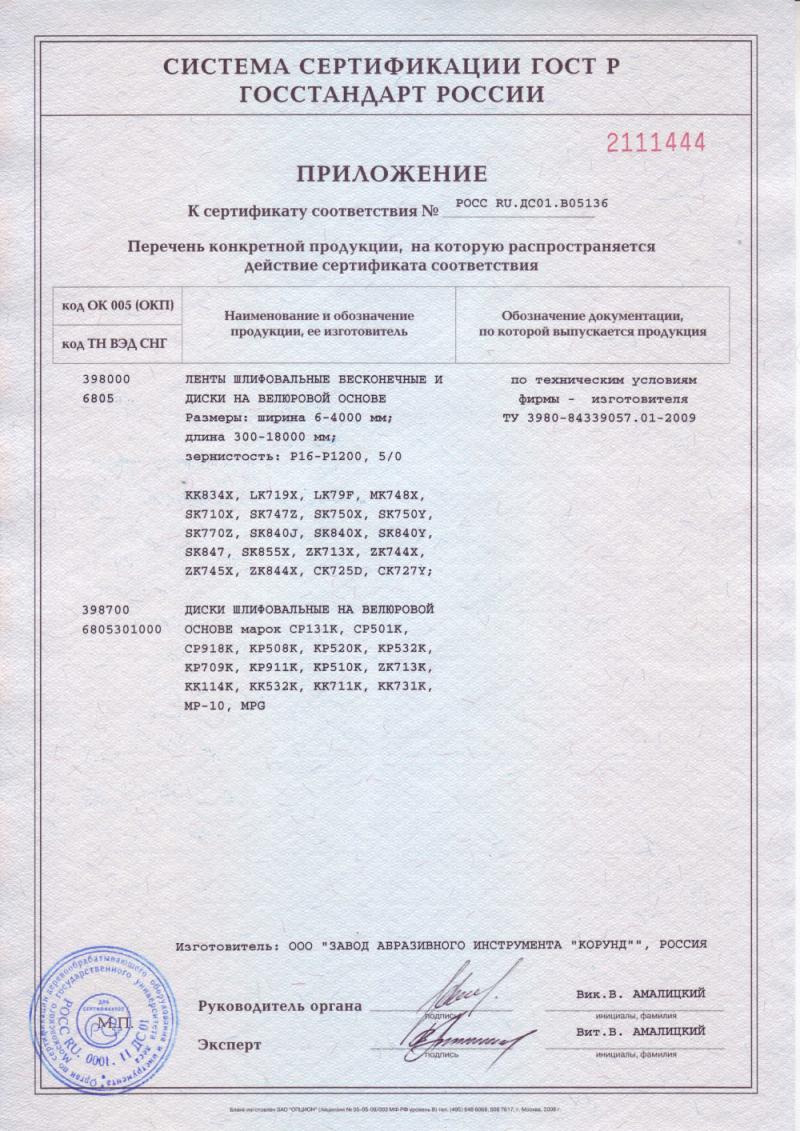 СИСТЕМА СЕРТИФИКАЦИИ ГОСТ Р
ГОССТАНДАРТ РОССИИ
2111444
ПРИЛОЖЕНИЕ
К сертификату соответствия № РОСС RU.ДС01.В05136
Перечень конкретной продукции, на которую распространяется
действие сертификата соответствия
код ОК 005 (ОКП)
код ТН ВЭД СНГ
Наименование и обозначение
продукции, ее изготовитель
Обозначение документации,
по которой выпускается продукция
398000 ЛЕНТЫ ШЛИФОВАЛЬНЫЕ БЕСКОНЕЧНЫЕ И по техническим условиям
6805 ДИСКИ НА ВЕЛЮРОВОЙ ОСНОВЕ фирмы - изготовителя
Размеры: ширина 6-4000 мм; ТУ 3980-84339057.01-2009
длина 300-18000 мм;
зернистость: Р16-Р1200, 5/0
KK834X, LK719X, LK79F, MK748X,
SK710X, SK747Z, SK750X, SK750Y,
SK770Z, SK840J, SK840X, SK840Y,
SK847, SK855X, ZK713X, ZK744X,
ZK745X, ZK844X, CK725D, CK727Y;
398700 ДИСКИ ШЛИФОВАЛЬНЫЕ НА ВЕЛЮРОВОЙ
6805301000 ОСНОВЕ марок CP131K, CP501K,
CP918K, KP508K, KP520K, KP532K,
KP709K, KP911K, KP510K, ZK713K,
KK114K, KK532K, KK711K, KK731K,
MP-10, MPG
Изготовитель: ООО "ЗАВОД АБРАЗИВНОГО ИНСТРУМЕНТА "КОРУНД"", РОССИЯ
Руководитель органа
подпись
Вик.В. АМАЛИЦКИЙ
инициалы, фамилия
Эксперт
подпись
Вит.В. АМАЛИЦКИЙ
инициалы, фамилия
М.П.
Орган по сертификации деревообрабатывающего оборудования и инструмента
Московского государственного университета леса
РОСС RU. 0001. 11 ДС 01
ДЛЯ
СЕРТИФИКАТОВ